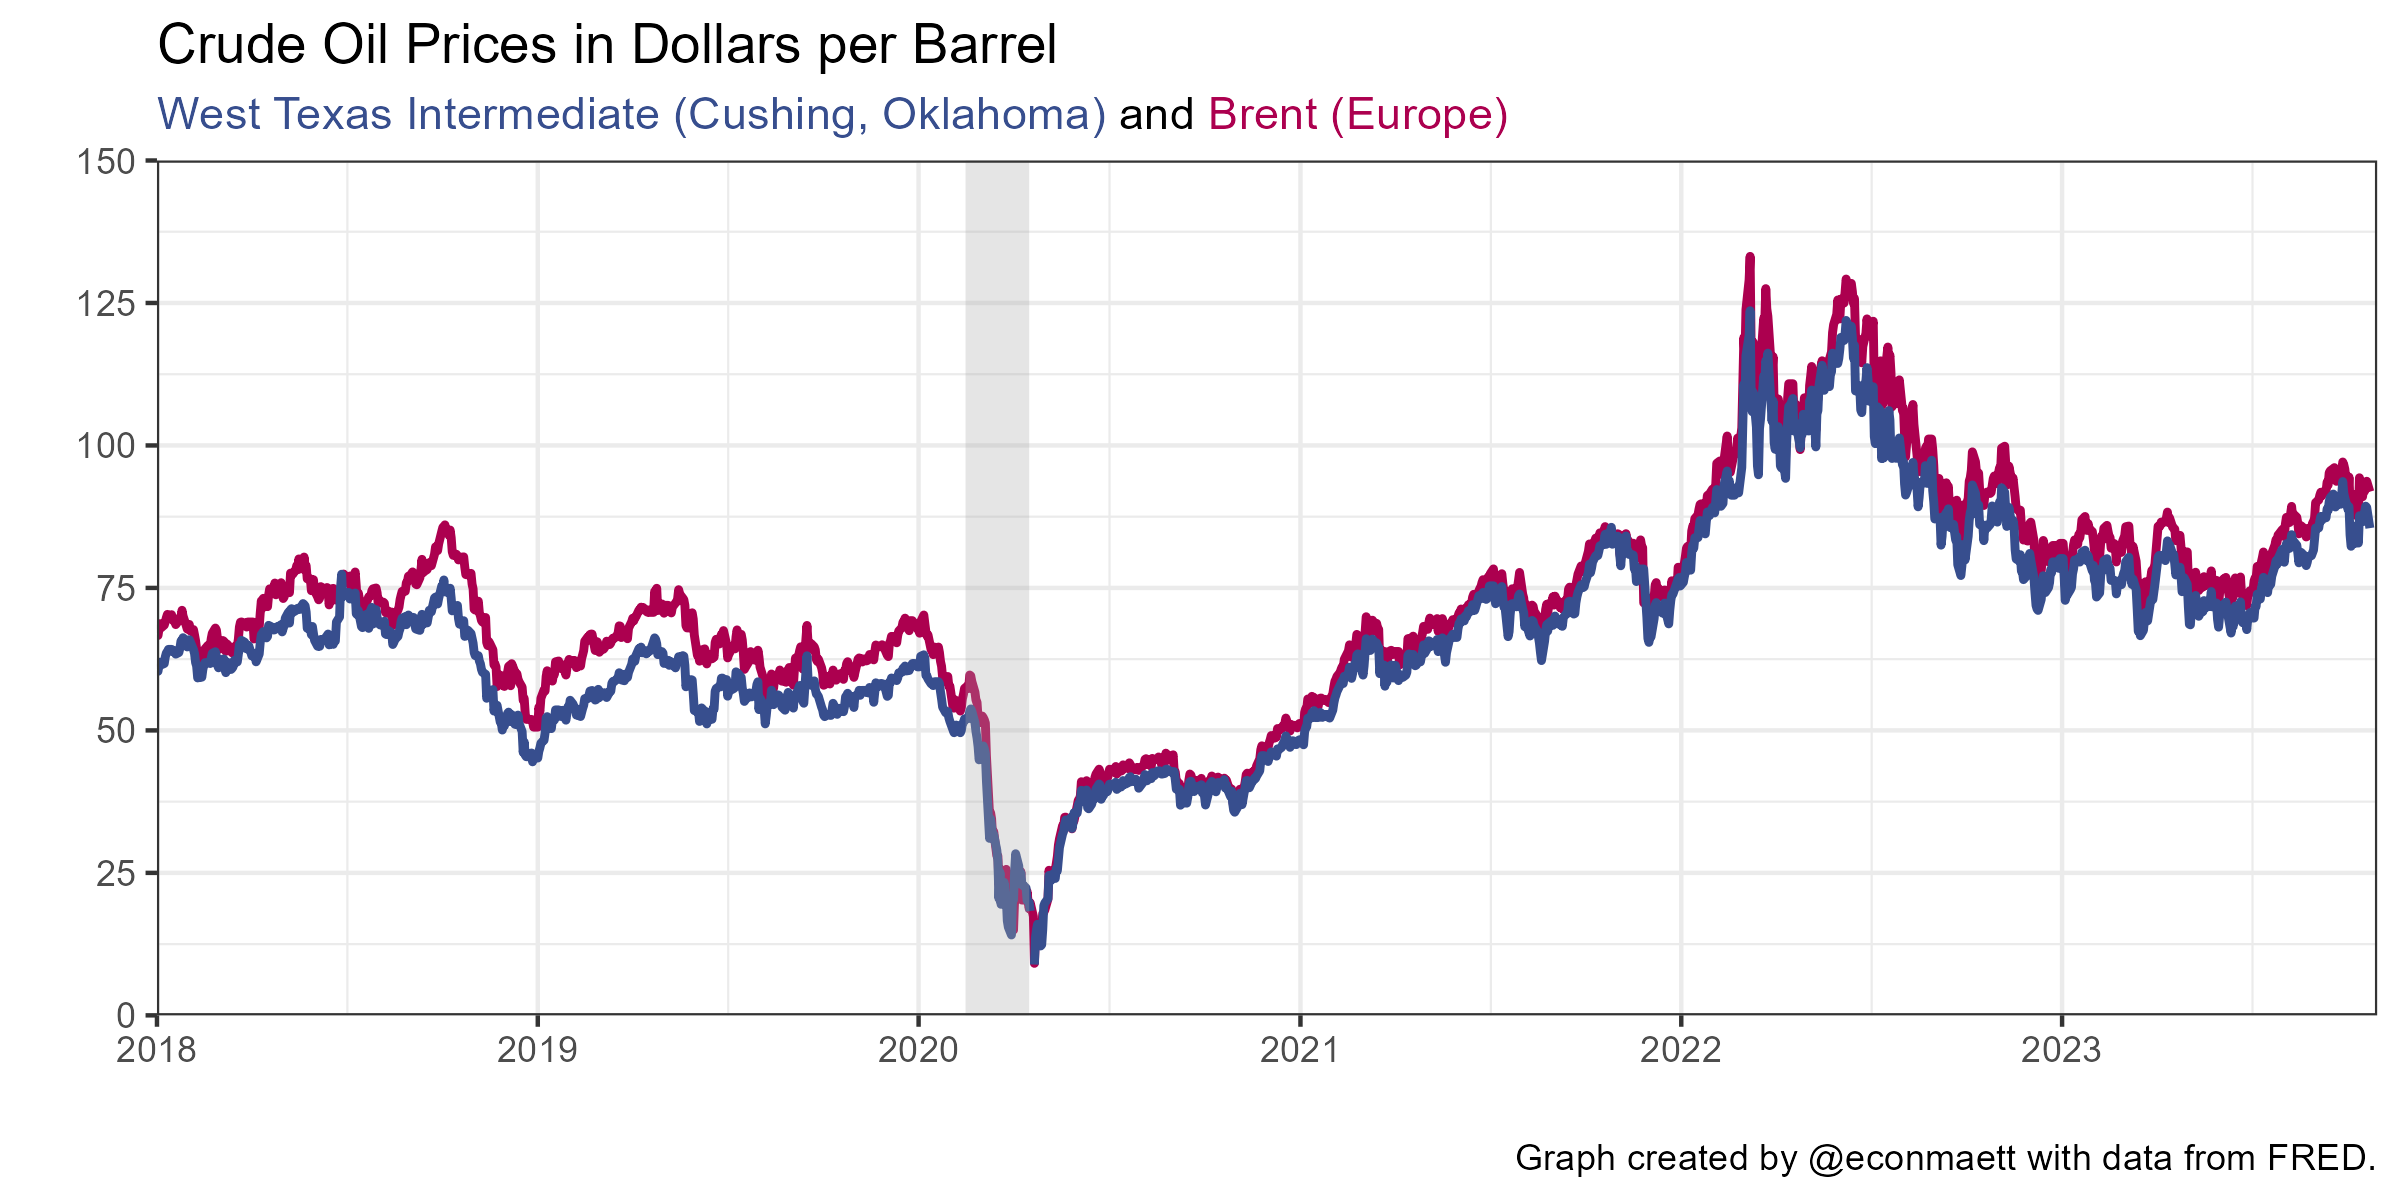 Crude Oil Prices in Dollars per Barrel
West Texas Intermediate (Cushing, Oklahoma) and Brent (Europe)
150
125
100
75
50
25
0
2018 2019 2020 2021 2022 2023
Graph created by @econmaett with data from FRED.